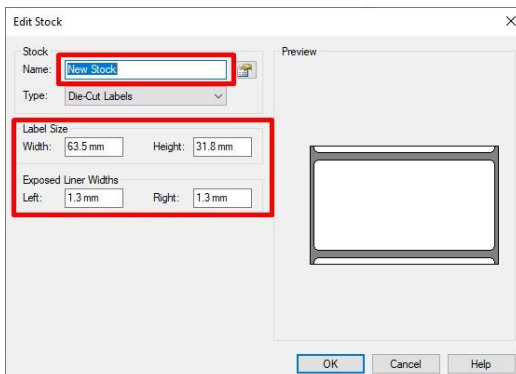 Edit Stock
Stock
Name: New Stock
Type: Die-Cut Labels
Label Size
Width: 63.5 mm Height: 31.8 mm
Exposed Liner Widths
Left: 1.3 mm Right: 1.3 mm
Preview
OK Cancel Help